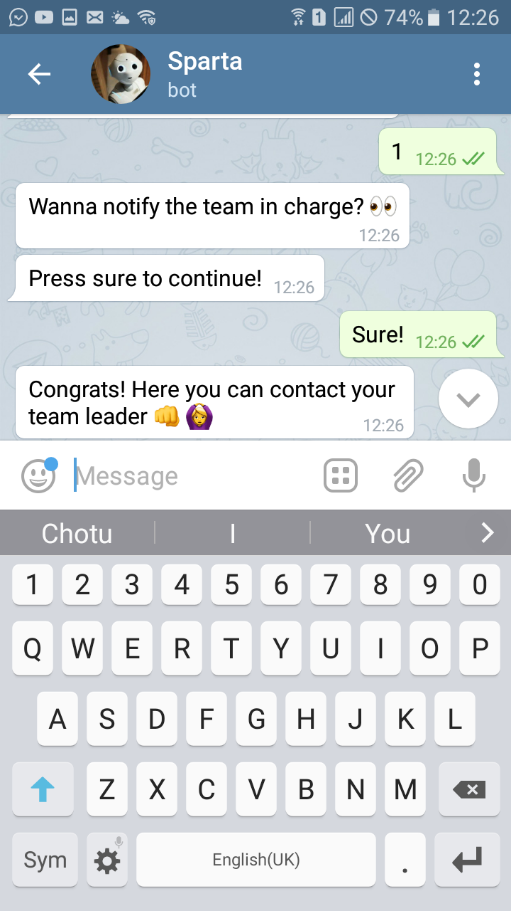 74% 12:26
Sparta
bot
1 12:26
Wanna notify the team in charge? 👀
12:26
Press sure to continue! 12:26
Sure! 12:26
Congrats! Here you can contact your
team leader 👊 🙆
12:26
Message
Chotu I You
1 2 3 4 5 6 7 8 9 0
Q W E R T Y U I O P
A S D F G H J K L
Z X C V B N M
Sym English(UK) .